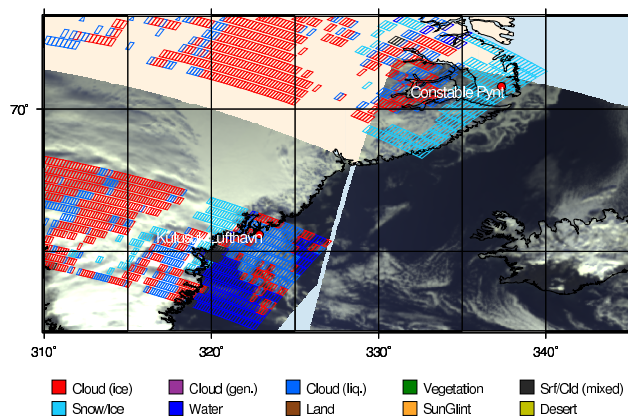 Constable Pynt
70˚
Kulusuk Lufthavn
310˚
320˚
330˚
340˚
Cloud (ice)
Cloud (gen.)
Cloud (liq.)
Vegetation
Srf/Cld (mixed)
Snow/Ice
Water
Land
SunGlint
Desert